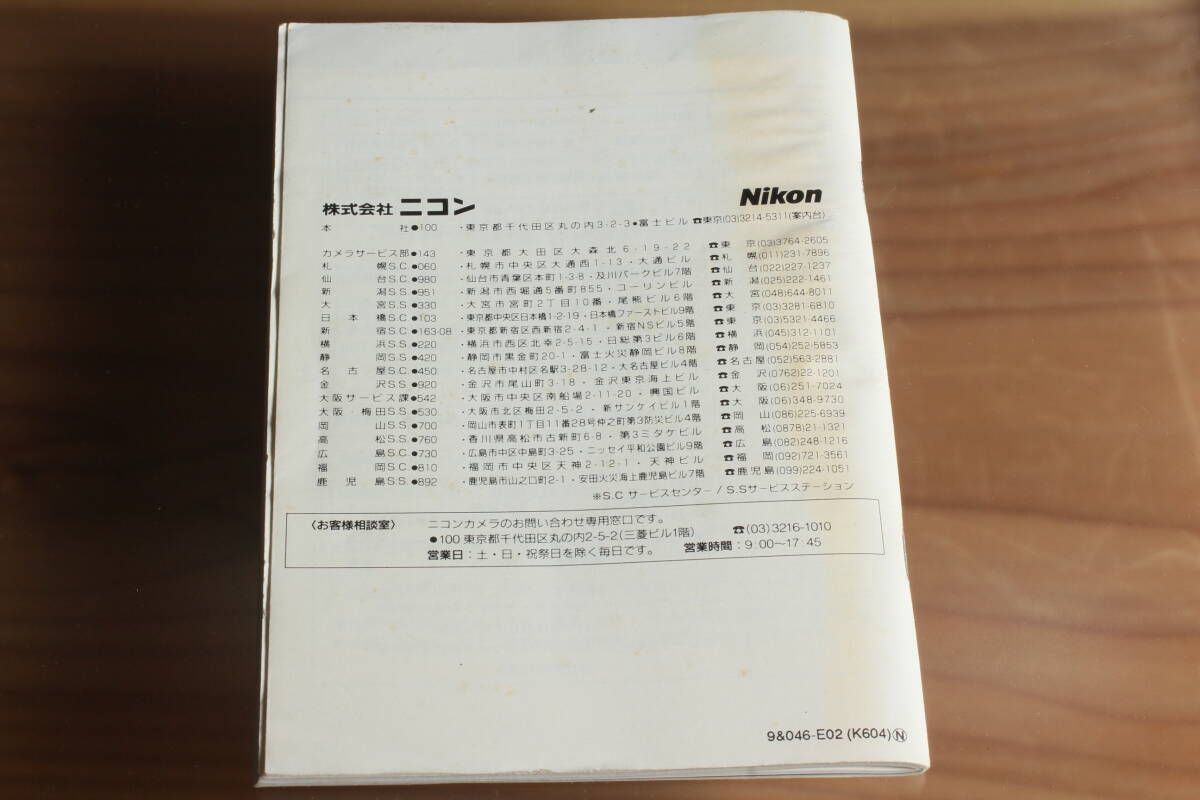 株式会社 ニコン
Nikon
本社●100・東京都千代田区丸の内3-2-3●富士ビル ☎東京(03)3214-5311(案内台)
カメラサービス部●143・東京都大田区大森北6-19-22 ☎東京(03)3764-2605
札幌S.C.●060・札幌市中央区大通西1-13・大通ビル ☎札幌(011)231-7896
仙台S.C.●980・仙台市青葉区本町1-3-8・及川パークビル7階 ☎仙台(022)227-1237
新潟S.S.●951・新潟市西堀通5番町855・コーリンビル ☎新潟(025)222-1461
大宮S.S.●330・大宮市宮町2丁目10番・尾熊ビル6階 ☎大宮(048)644-8011
日本橋S.C.●103・東京都中央区日本橋1-2-19・日本橋ファーストビル9階 ☎東京(03)3281-6810
新宿S.C.●163-08・東京都新宿区西新宿2-4-1・新宿NSビル5階 ☎東京(03)5321-4466
横浜S.S.●220・横浜市西区北幸2-5-15・日総第3ビル6階 ☎横浜(045)312-1101
静岡S.S.●420・静岡市黒金町20-1・富士火災静岡ビル8階 ☎静岡(054)252-5853
名古屋S.C.●450・名古屋市中村区名駅3-28-12・大名古屋ビル4階 ☎名古屋(052)563-2881
金沢S.S.●920・金沢市尾山町3-18・金沢東京海上ビル ☎金沢(0762)22-1201
大阪サービス課●542・大阪市中央区南船場2-11-20・興国ビル ☎大阪(06)251-7024
大阪・梅田S.S.●530・大阪市北区梅田2-5-2・新サンケイビル1階 ☎大阪(06)348-9730
岡山S.S.●700・岡山市表町1丁目11番28号仲之町第3防災ビル4階 ☎岡山(086)225-6939
高松S.S.●760・香川県高松市古新町6-8・第3ミタケビル ☎高松(0878)21-1321
広島S.C.●730・広島市中区中島町3-25・ニッセイ平和公園ビル9階 ☎広島(082)248-1216
福岡S.C.●810・福岡市中央区天神2-12-1・天神ビル ☎福岡(092)721-3561
鹿児島S.S.●892・鹿児島市山之口町2-1・安田火災海上鹿児島ビル7階 ☎鹿児島(099)224-1051
※S.C サービスセンター / S.Sサービスステーション
〈お客様相談室〉 ニコンカメラのお問い合わせ専用窓口です。
●100 東京都千代田区丸の内2-5-2(三菱ビル1階) ☎(03)3216-1010
営業日：土・日・祝祭日を除く毎日です。 営業時間：9:00〜17:45
9&046-E02 (K604) Ⓝ